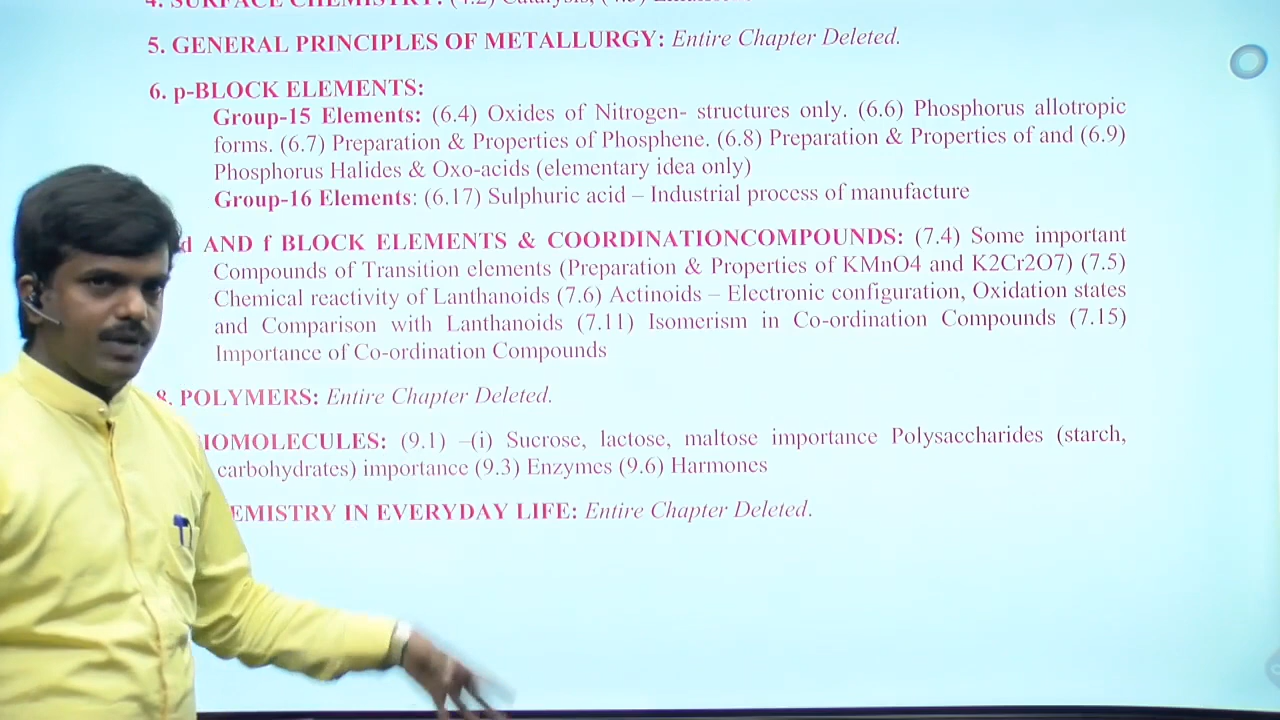 4. SURFACE CHEMISTRY: (4.2) Catalysis,
5. GENERAL PRINCIPLES OF METALLURGY: Entire Chapter Deleted.
6. p-BLOCK ELEMENTS:
Group-15 Elements: (6.4) Oxides of Nitrogen- structures only. (6.6) Phosphorus allotropic
forms. (6.7) Preparation & Properties of Phosphene. (6.8) Preparation & Properties of and (6.9)
Phosphorus Halides & Oxo-acids (elementary idea only)
Group-16 Elements: (6.17) Sulphuric acid – Industrial process of manufacture
d AND f BLOCK ELEMENTS & COORDINATIONCOMPOUNDS: (7.4) Some important
Compounds of Transition elements (Preparation & Properties of KMnO4 and K2Cr2O7) (7.5)
Chemical reactivity of Lanthanoids (7.6) Actinoids – Electronic configuration, Oxidation states
and Comparison with Lanthanoids (7.11) Isomerism in Co-ordination Compounds (7.15)
Importance of Co-ordination Compounds
8. POLYMERS: Entire Chapter Deleted.
IOMOLECULES: (9.1) –(i) Sucrose, lactose, maltose importance Polysaccharides (starch,
carbohydrates) importance (9.3) Enzymes (9.6) Harmones
EMISTRY IN EVERYDAY LIFE: Entire Chapter Deleted.